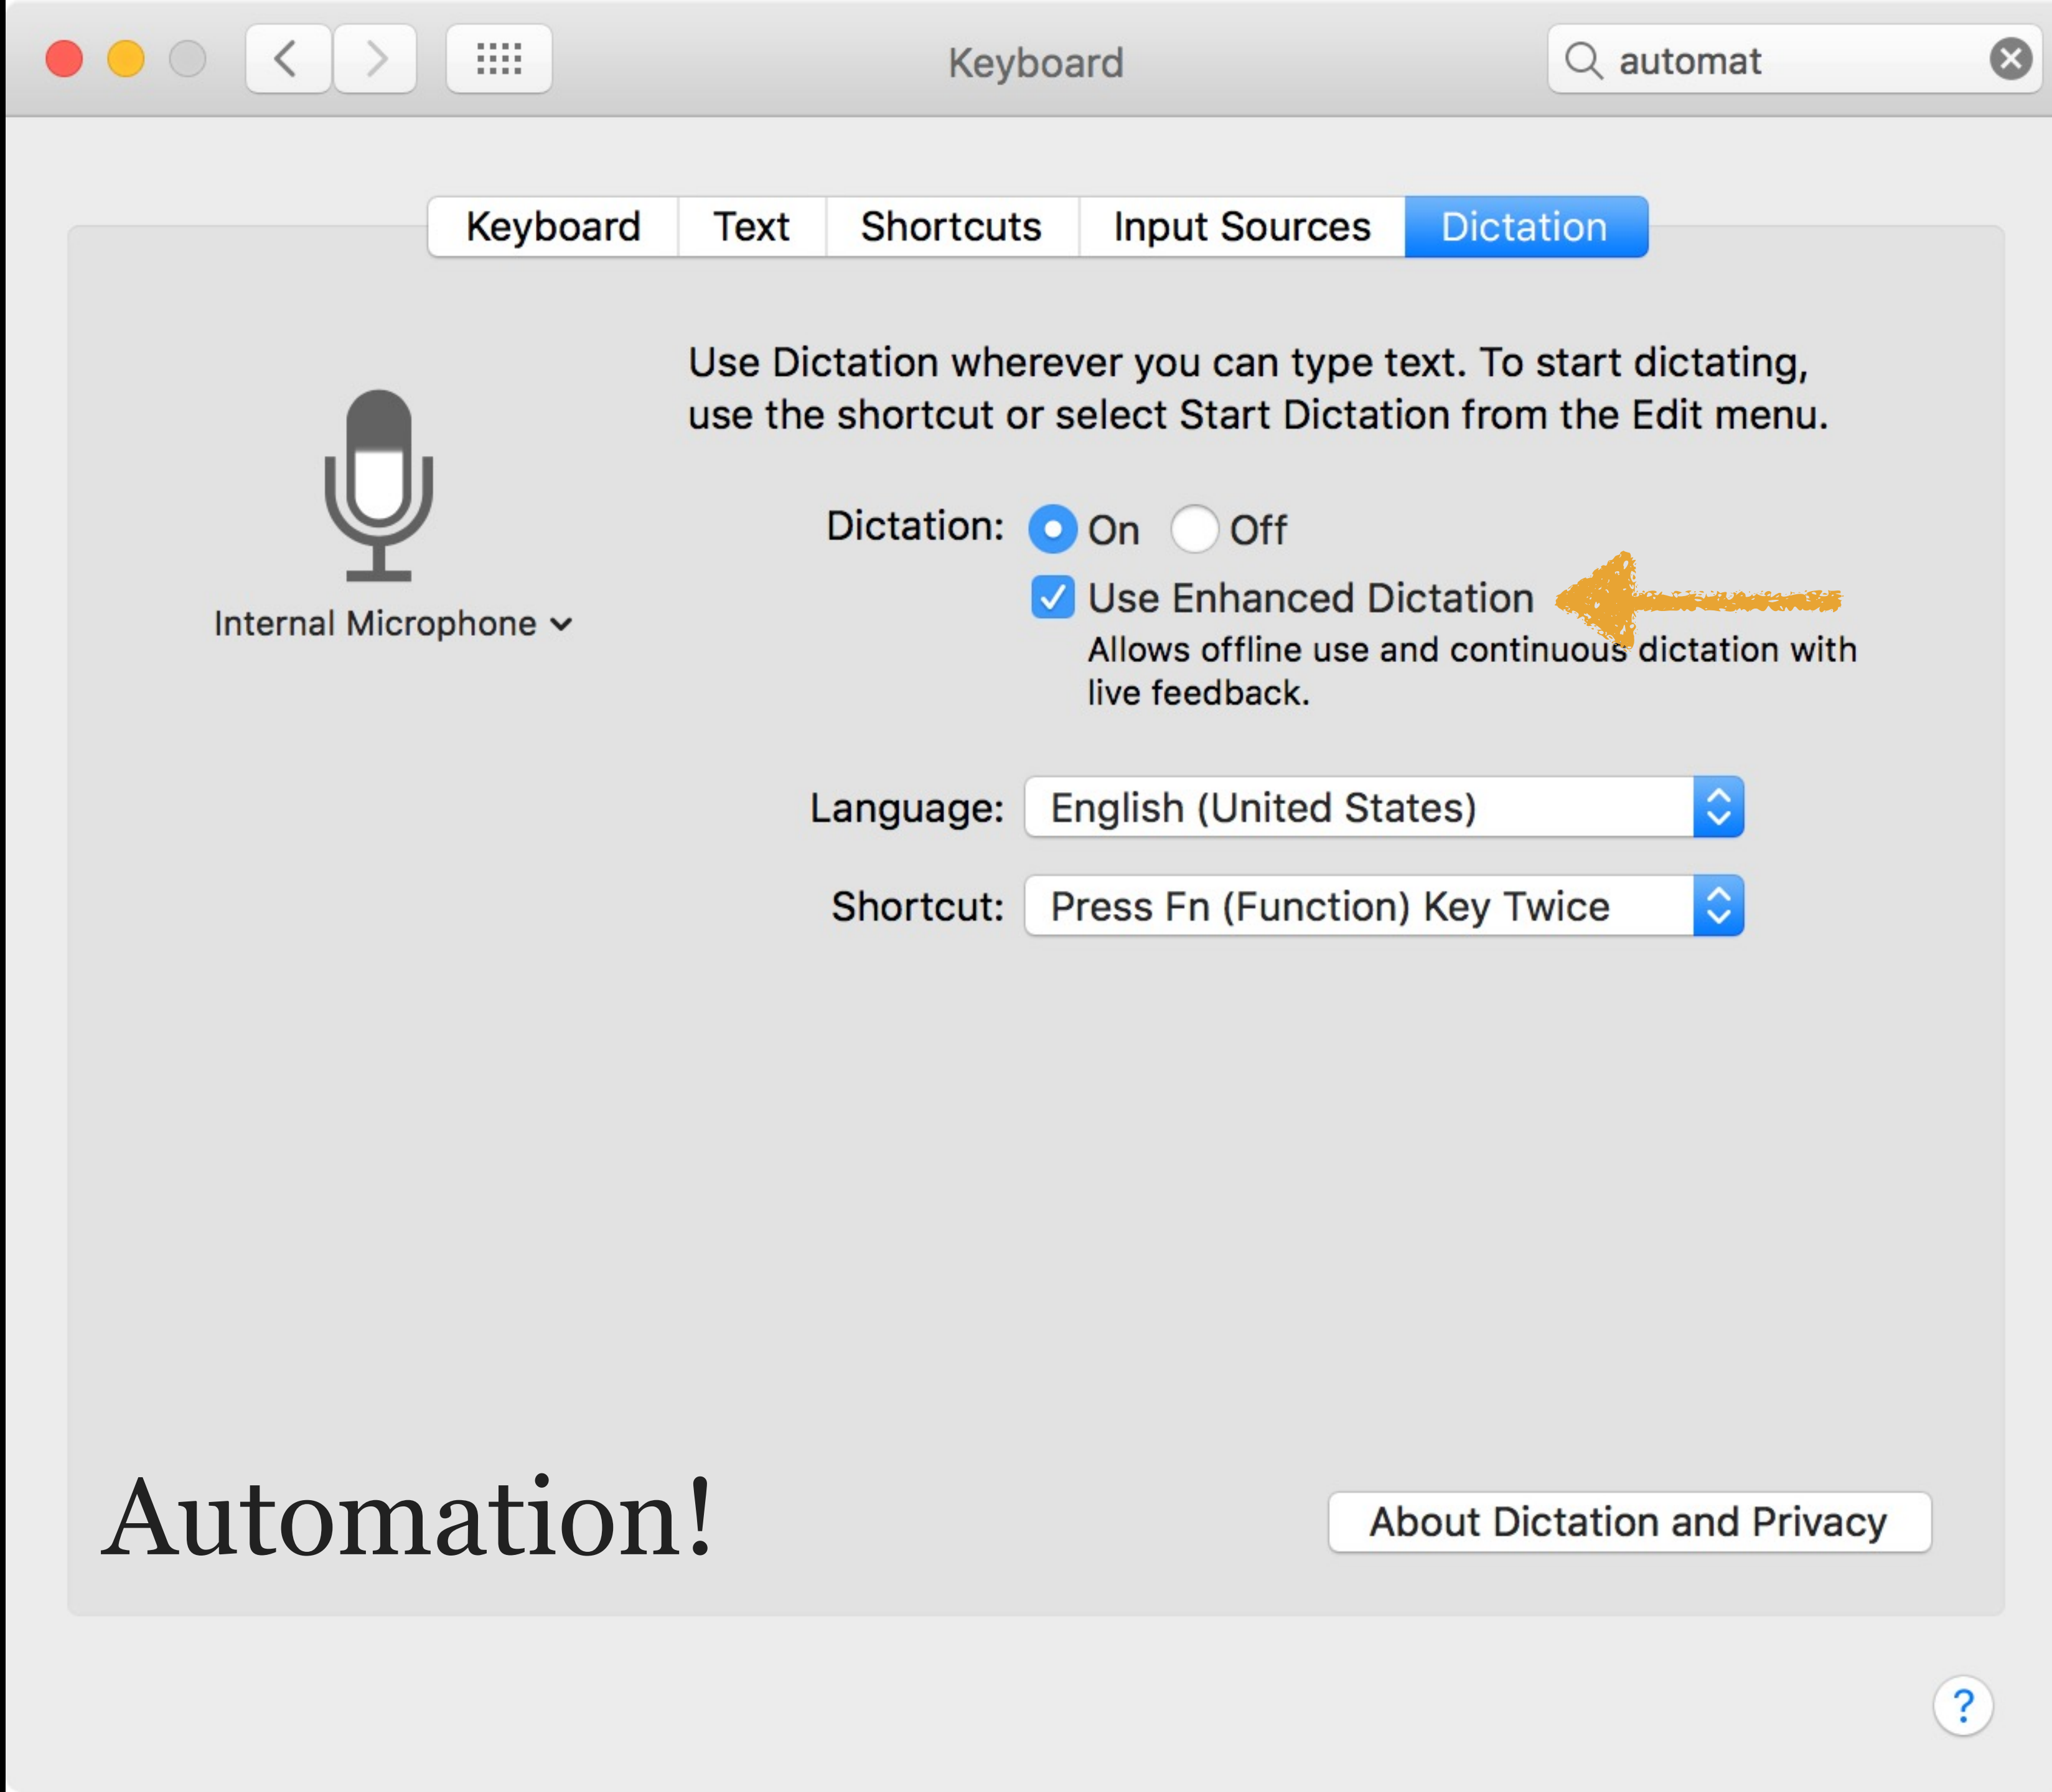 Keyboard
automat
Keyboard Text Shortcuts Input Sources Dictation
Use Dictation wherever you can type text. To start dictating,
use the shortcut or select Start Dictation from the Edit menu.
Dictation: On Off
Use Enhanced Dictation
Internal Microphone
Allows offline use and continuous dictation with
live feedback.
Language: English (United States)
Shortcut: Press Fn (Function) Key Twice
Automation!
About Dictation and Privacy
?